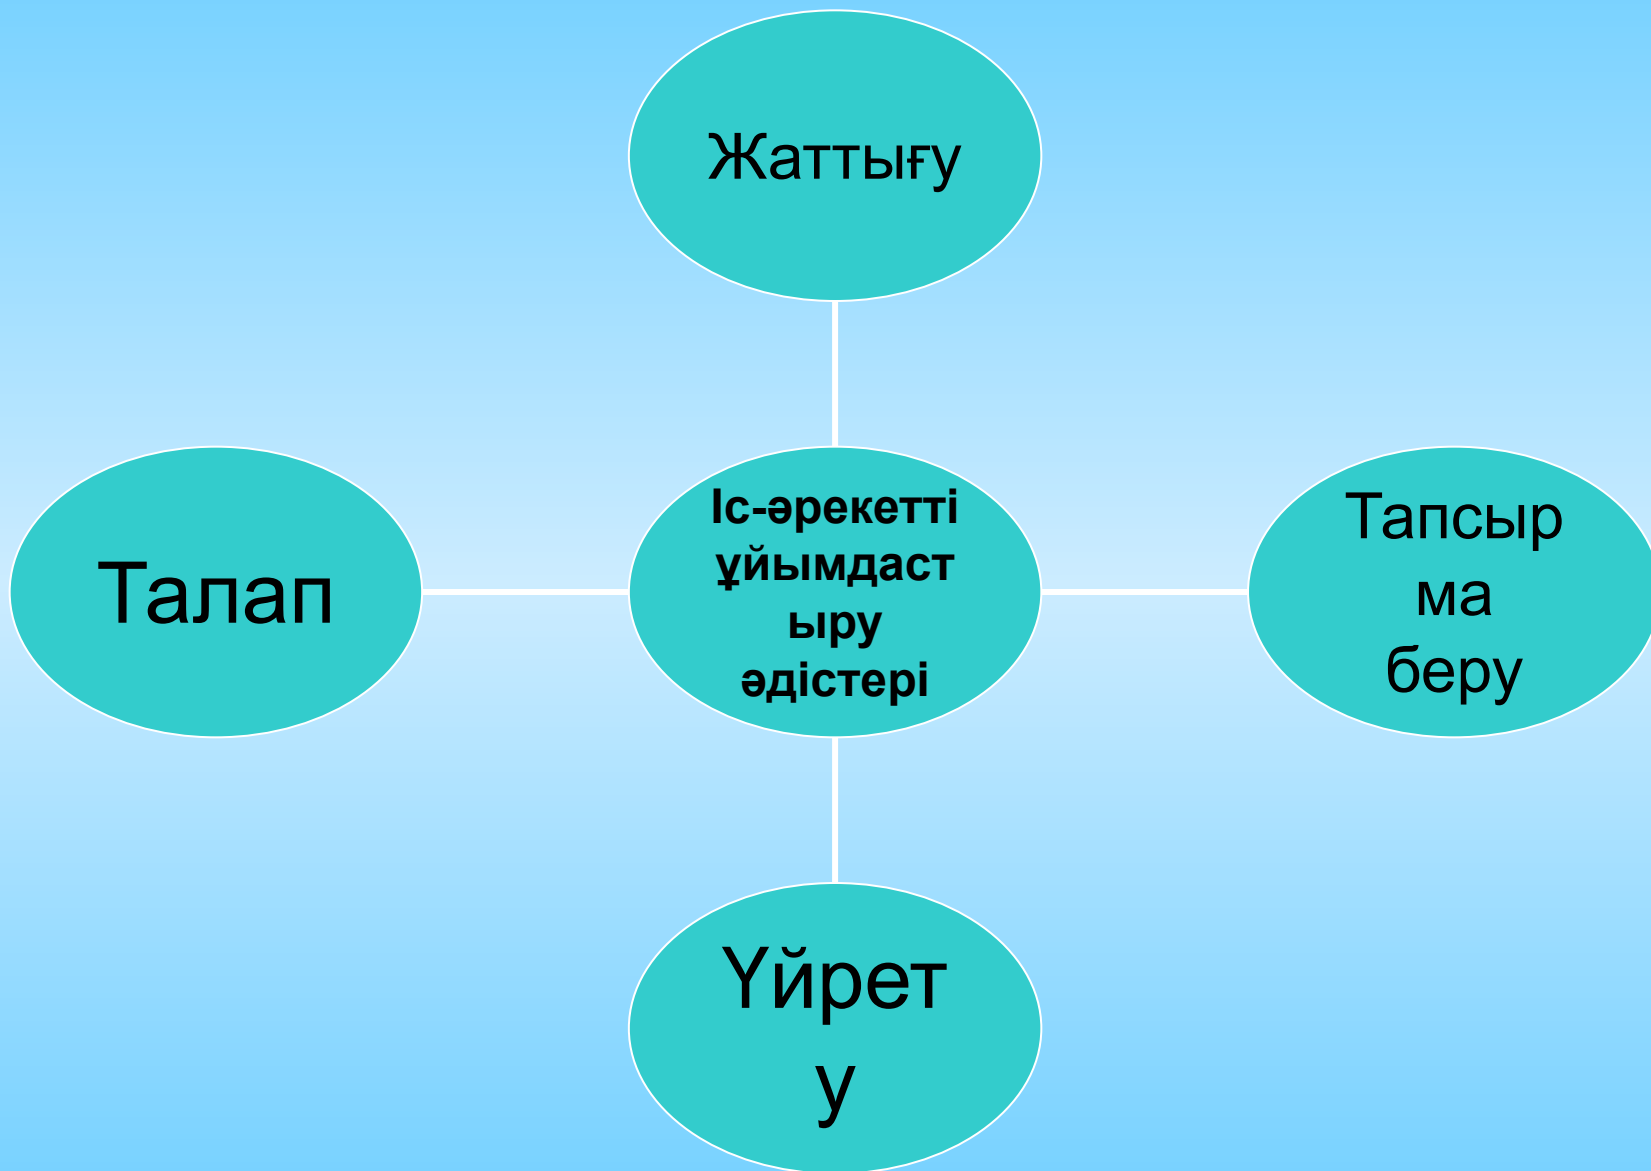 Жаттығу
Талап
Іс-әрекетті
ұйымдаст
ыру
әдістері
Тапсыр
ма
беру
Үйрет
у